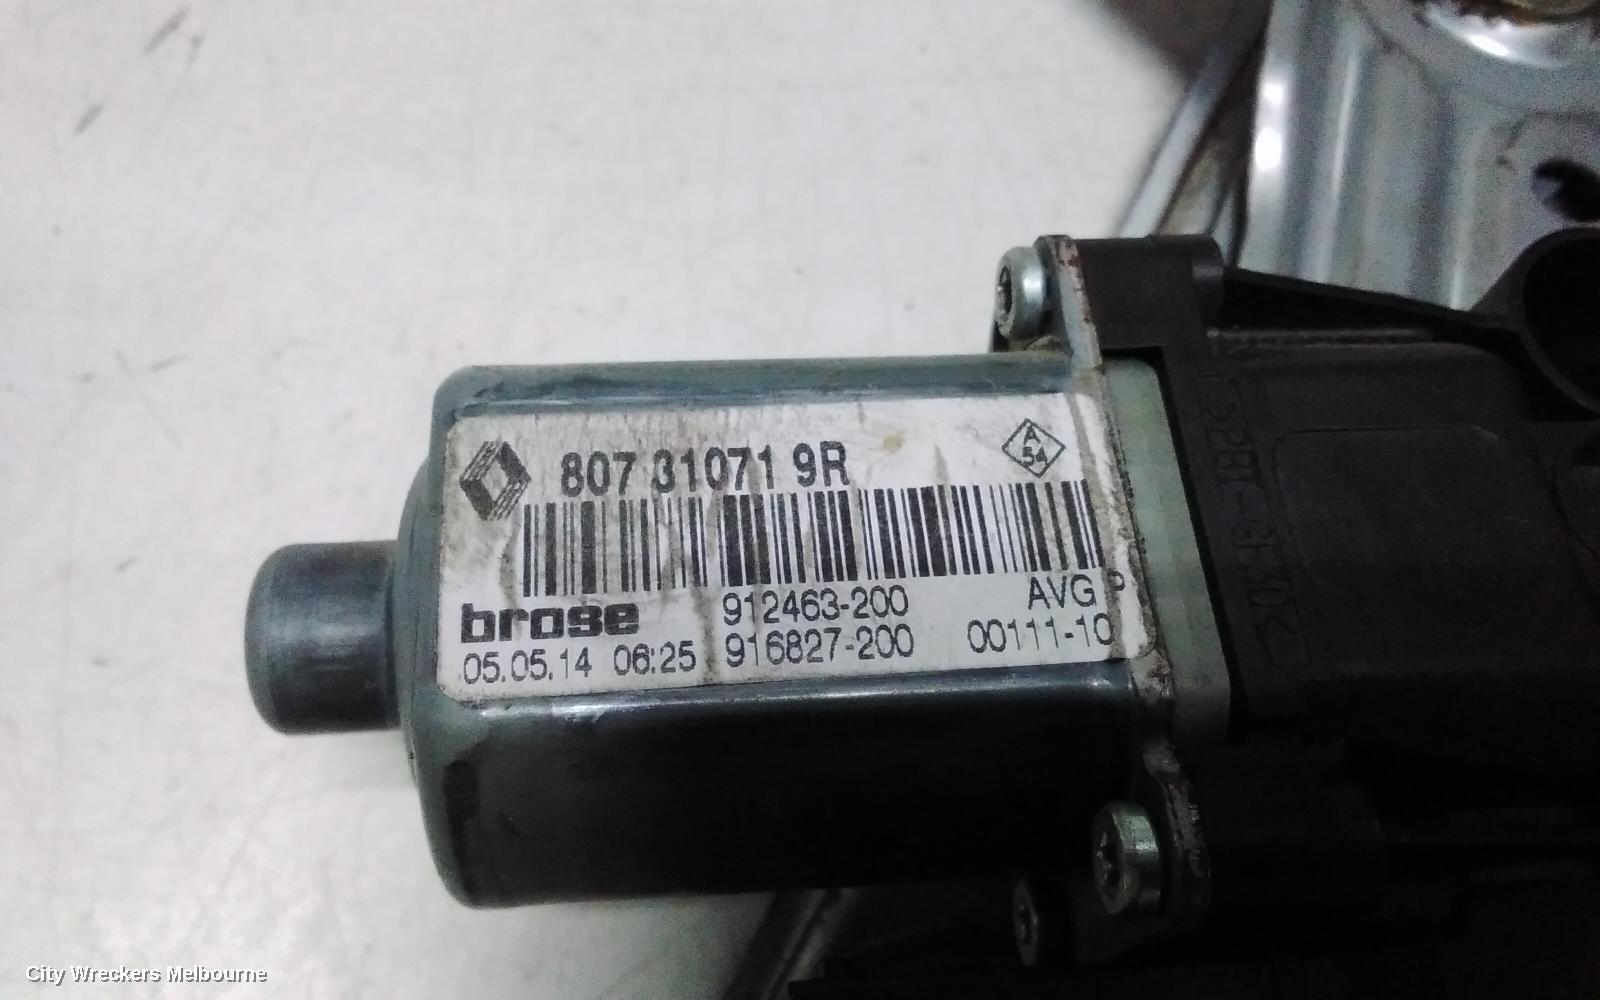 807 31071 9R
A
54
brose 912463-200 AVG P
05.05.14 06:25 916827-200 00111-10
City Wreckers Melbourne